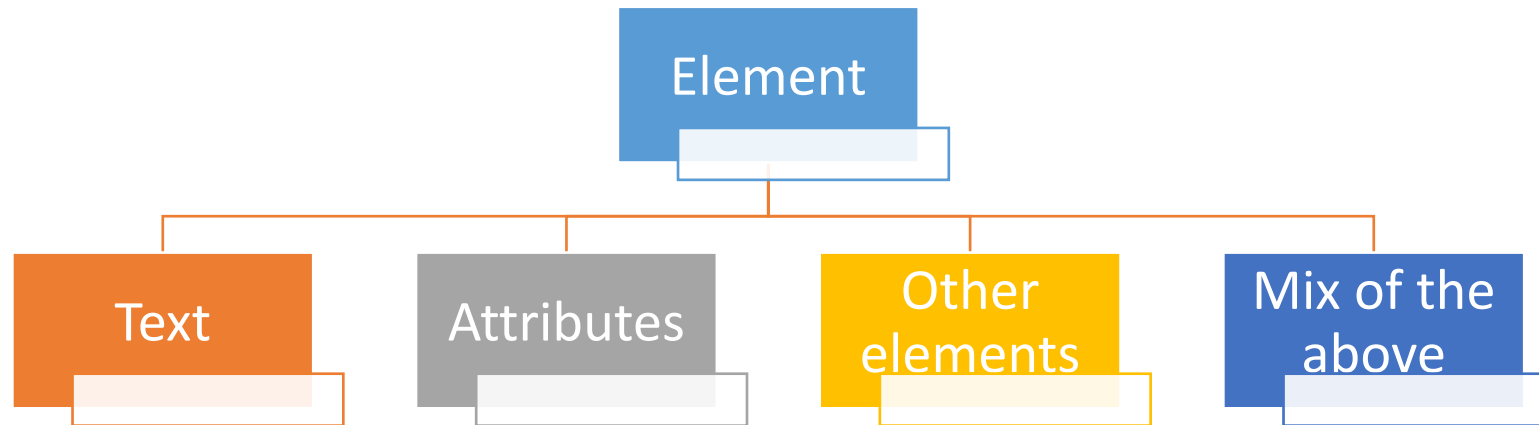 Element
Text
Attributes
Other
elements
Mix of the
above